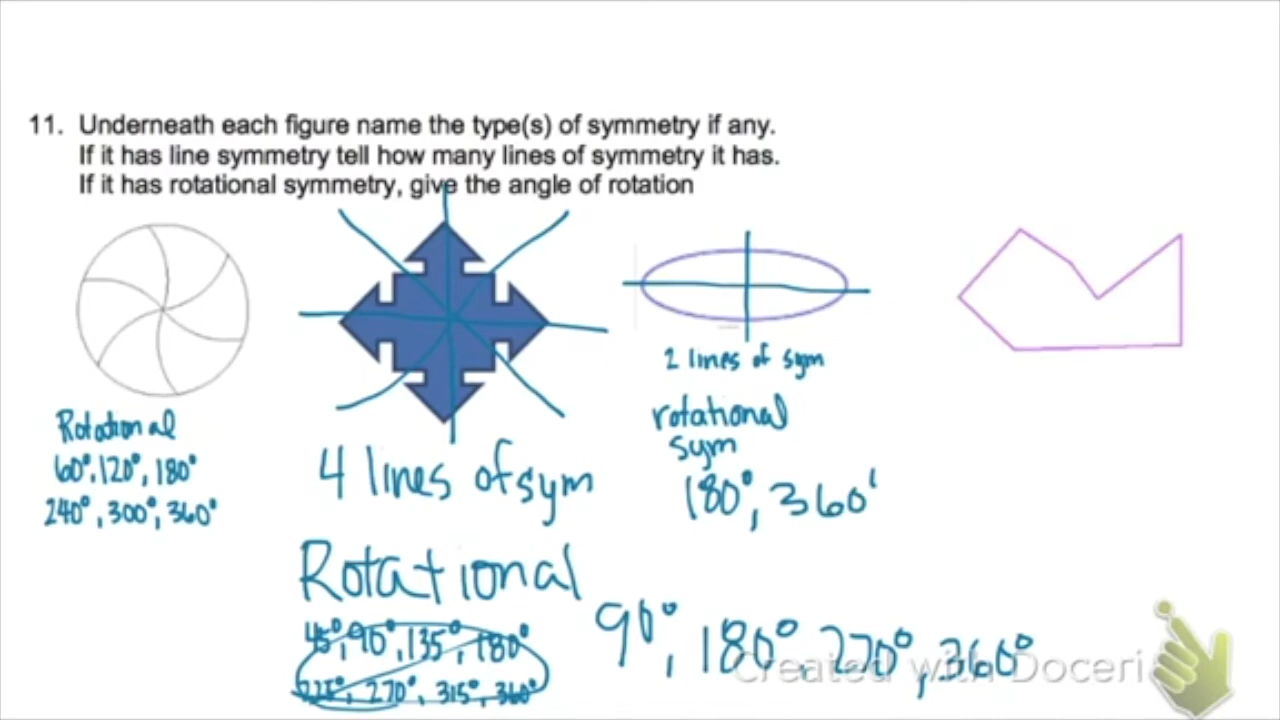 11. Underneath each figure name the type(s) of symmetry if any.
If it has line symmetry tell how many lines of symmetry it has.
If it has rotational symmetry, give the angle of rotation
Rotational
60°, 120°, 180°
240°, 300°, 360°
4 lines of sym
Rotational
45°, 90°, 135°, 180°
225°, 270°, 315°, 360°
90°, 180°, 270°, 360°
2 lines of sym
rotational
sym
180°, 360°
Created with Doceri